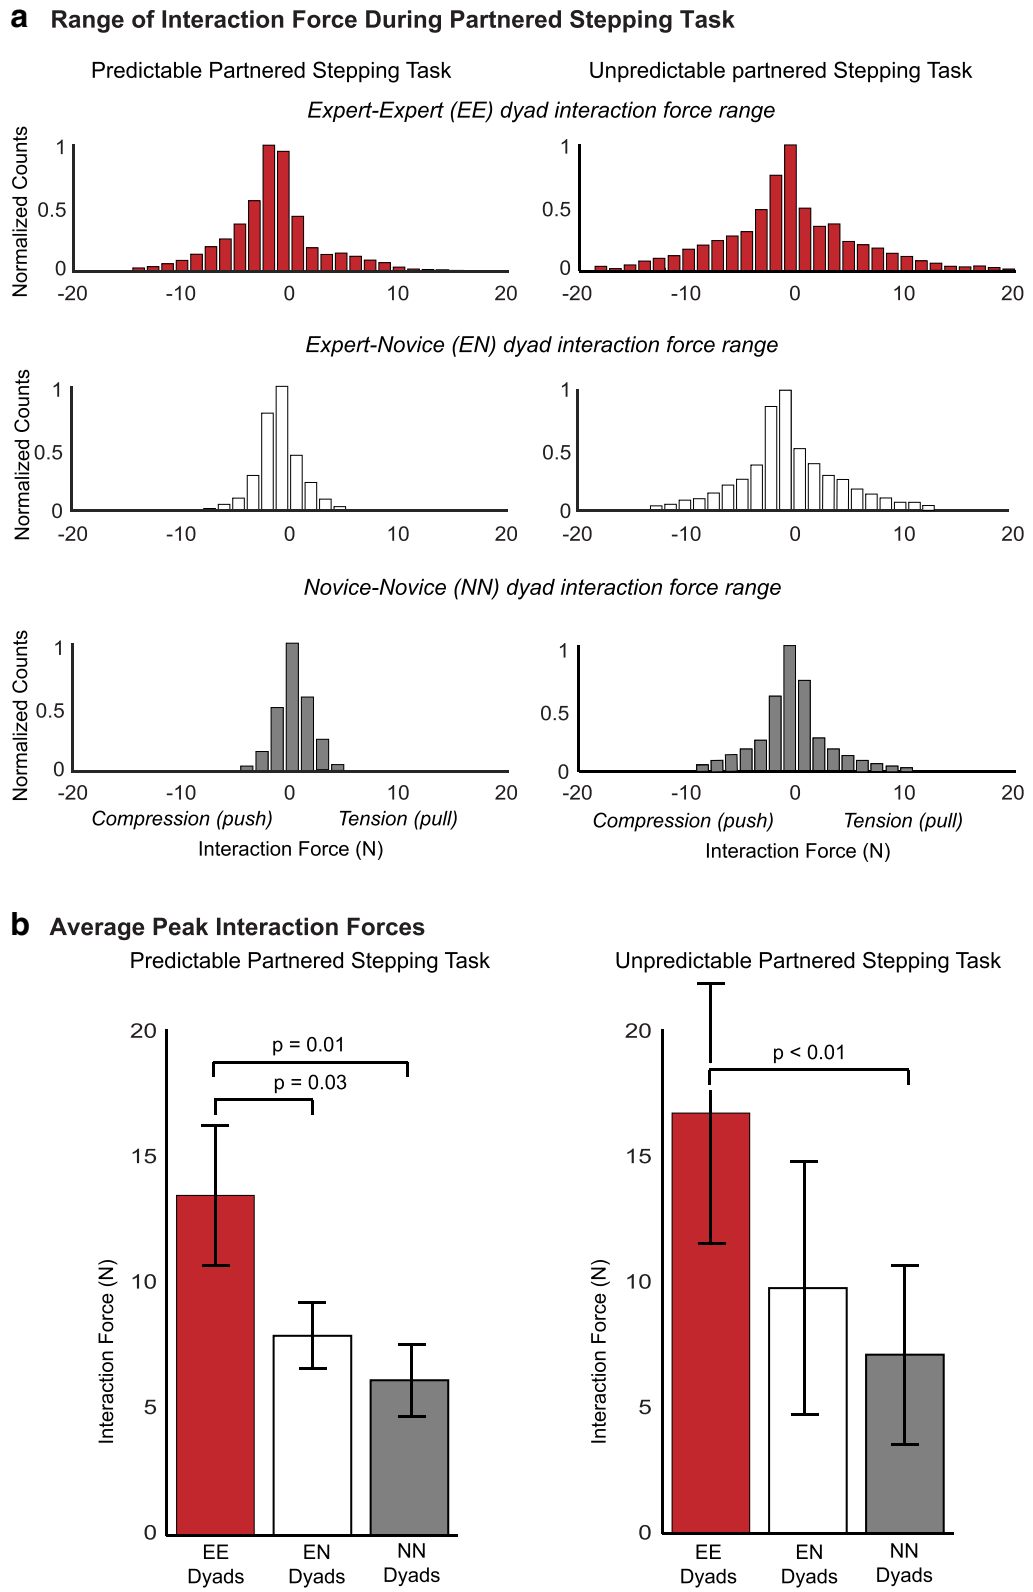 a Range of Interaction Force During Partnered Stepping Task
Predictable Partnered Stepping Task
Unpredictable partnered Stepping Task
Expert-Expert (EE) dyad interaction force range
Normalized Counts
1
0.5
0
-20 -10 0 10 20
1
0.5
0
-20 -10 0 10 20
Expert-Novice (EN) dyad interaction force range
Normalized Counts
1
0.5
0
-20 -10 0 10 20
1
0.5
0
-20 -10 0 10 20
Novice-Novice (NN) dyad interaction force range
Normalized Counts
1
0.5
0
-20 -10 0 10 20
Compression (push) Tension (pull)
Interaction Force (N)
1
0.5
0
-20 -10 0 10 20
Compression (push) Tension (pull)
Interaction Force (N)
b Average Peak Interaction Forces
Predictable Partnered Stepping Task
Interaction Force (N)
20
15
10
5
0
p = 0.01
p = 0.03
EE EN NN
Dyads Dyads Dyads
Unpredictable Partnered Stepping Task
Interaction Force (N)
20
15
10
5
0
p < 0.01
EE EN NN
Dyads Dyads Dyads